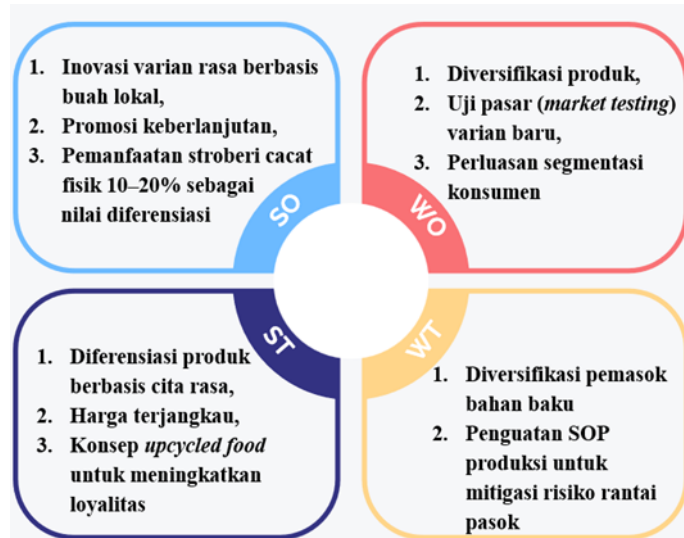 1. Inovasi varian rasa berbasis
buah lokal,
2. Promosi keberlanjutan,
3. Pemanfaatan stroberi cacat
fisik 10–20% sebagai
nilai diferensiasi
SO
1. Diversifikasi produk,
2. Uji pasar (market testing)
varian baru,
3. Perluasan segmentasi
konsumen
WO
1. Diferensiasi produk
berbasis cita rasa,
2. Harga terjangkau,
3. Konsep upcycled food
untuk meningkatkan
loyalitas
ST
1. Diversifikasi pemasok
bahan baku
2. Penguatan SOP
produksi untuk
mitigasi risiko rantai
pasok
WT